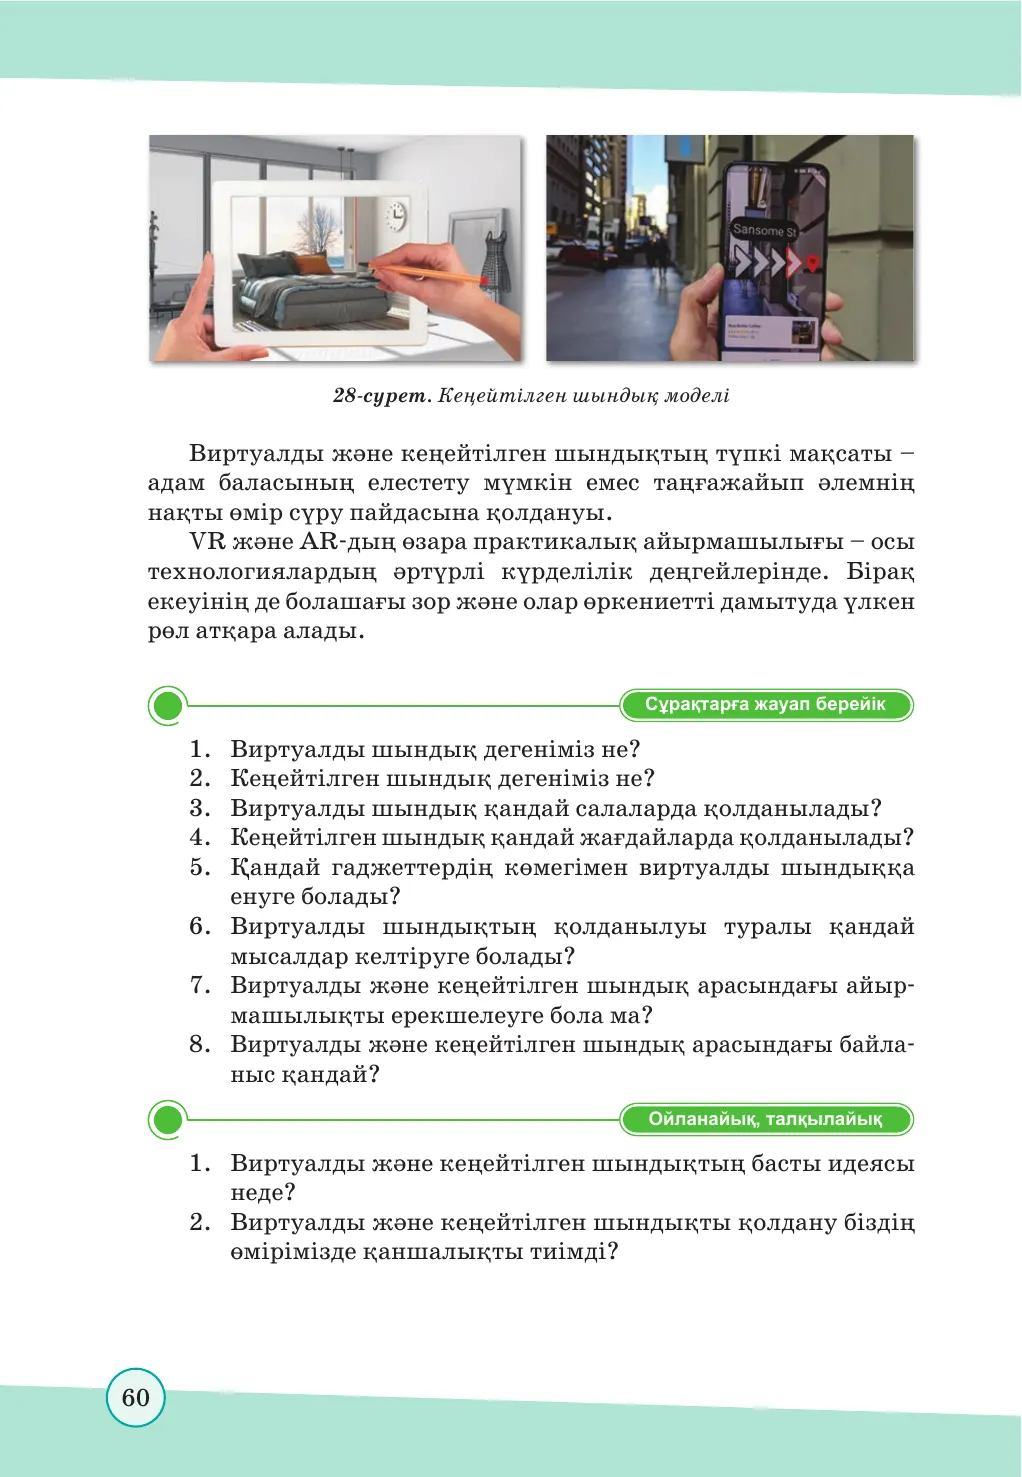 Sansome St
28-сурет. Кеңейтілген шындық моделі
Виртуалды және кеңейтілген шындықтың түпкі мақсаты –
адам баласының елестету мүмкін емес таңғажайып әлемнің
нақты өмір сүру пайдасына қолдануы.
VR және AR-дың өзара практикалық айырмашылығы – осы
технологиялардың әртүрлі күрделілік деңгейлерінде. Бірақ
екеуінің де болашағы зор және олар өркениетті дамытуда үлкен
рөл атқара алады.
Сұрақтарға жауап берейік
1. Виртуалды шындық дегеніміз не?
2. Кеңейтілген шындық дегеніміз не?
3. Виртуалды шындық қандай салаларда қолданылады?
4. Кеңейтілген шындық қандай жағдайларда қолданылады?
5. Қандай гаджеттердің көмегімен виртуалды шындыққа
енуге болады?
6. Виртуалды шындықтың қолданылуы туралы қандай
мысалдар келтіруге болады?
7. Виртуалды және кеңейтілген шындық арасындағы айыр-
машылықты ерекшелеуге бола ма?
8. Виртуалды және кеңейтілген шындық арасындағы байла-
ныс қандай?
Ойланайық, талқылайық
1. Виртуалды және кеңейтілген шындықтың басты идеясы
неде?
2. Виртуалды және кеңейтілген шындықты қолдану біздің
өмірімізде қаншалықты тиімді?
60